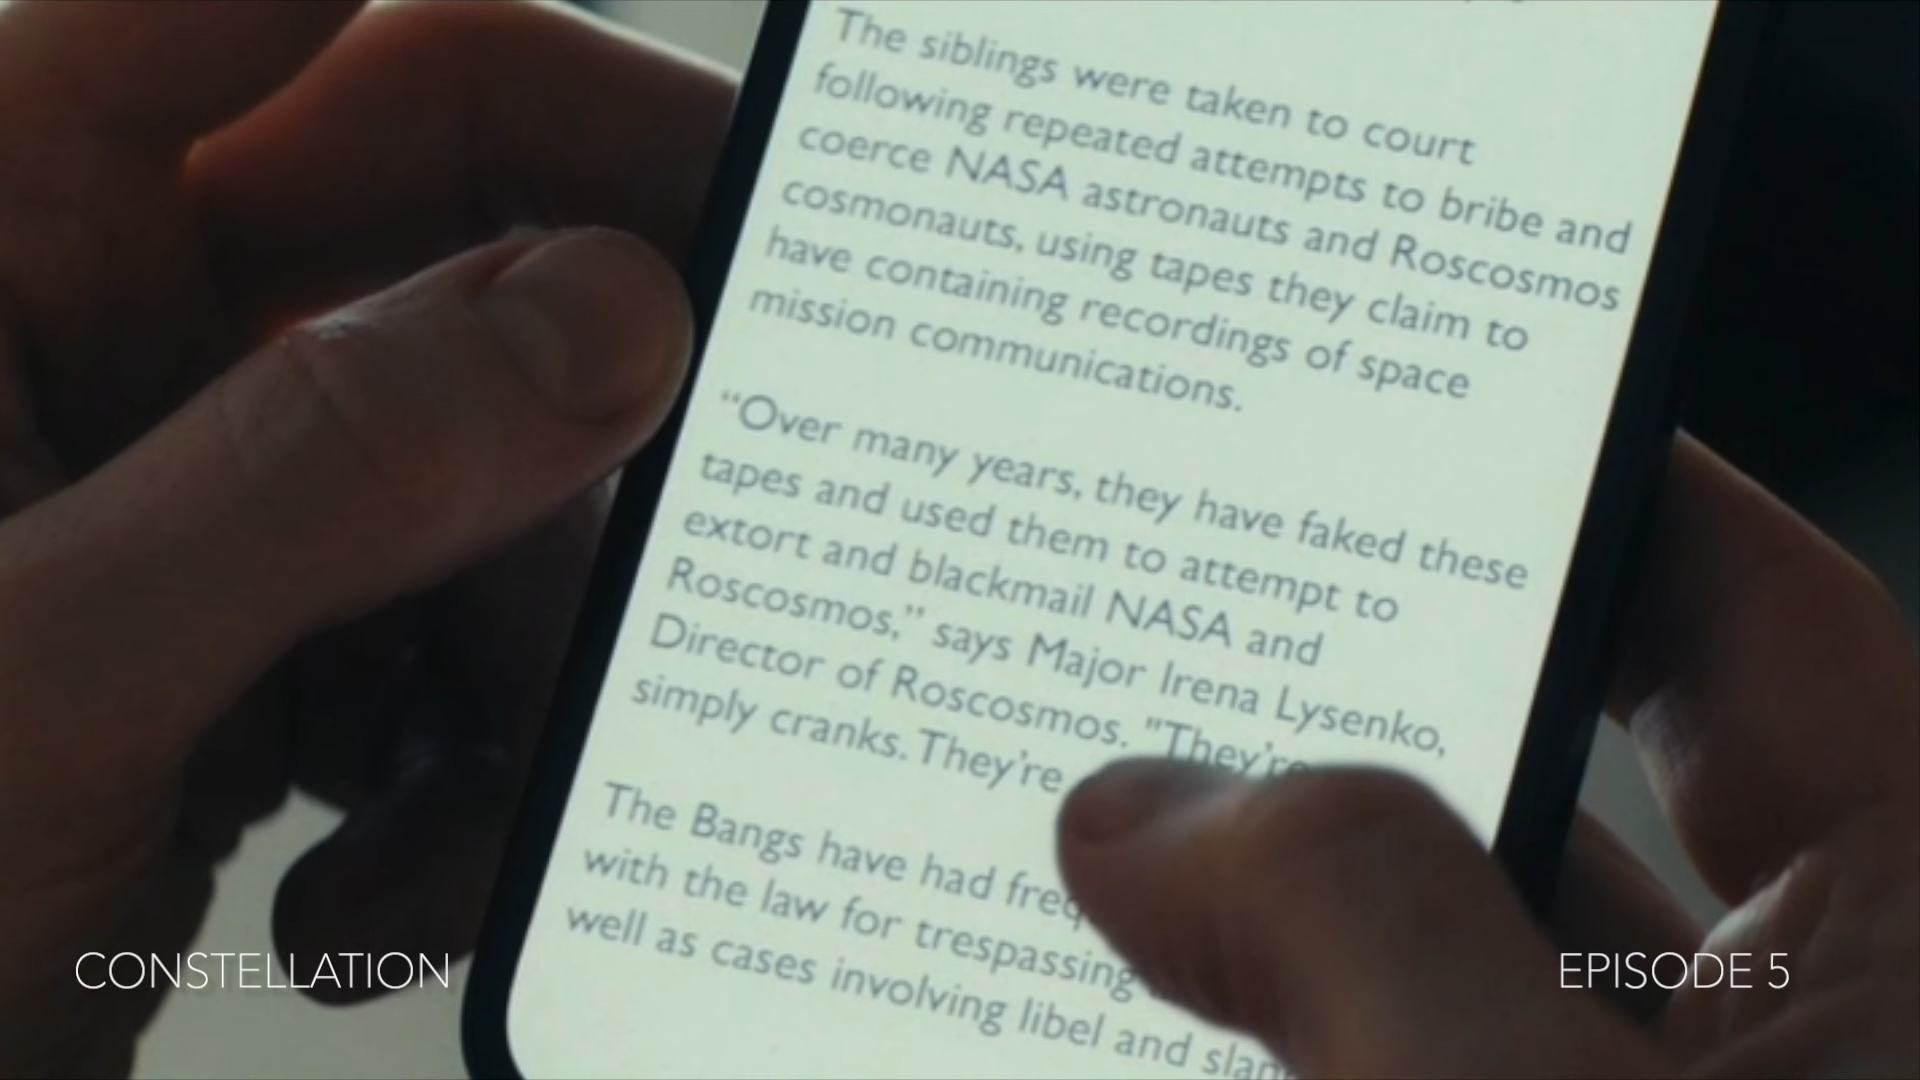 The siblings were taken to court
following repeated attempts to bribe and
coerce NASA astronauts and Roscosmos
cosmonauts, using tapes they claim to
have containing recordings of space
mission communications.
“Over many years, they have faked these
tapes and used them to attempt to
extort and blackmail NASA and
Roscosmos,” says Major Irena Lysenko,
Director of Roscosmos. "They're
simply cranks. They're
The Bangs have had
with the law for trespassing
well as cases involving libel and
CONSTELLATION
EPISODE 5